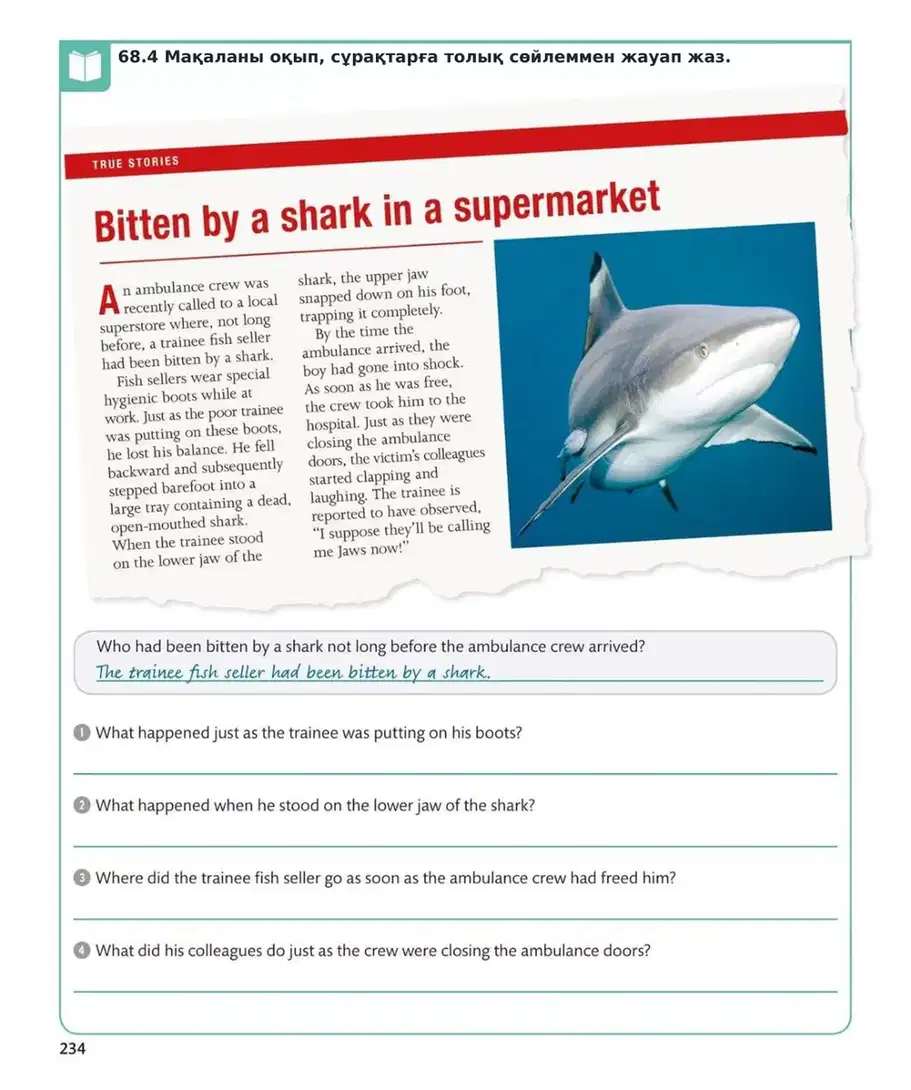 68.4 Мақаланы оқып, сұрақтарға толық сөйлеммен жауап жаз.
TRUE STORIES
Bitten by a shark in a supermarket
An ambulance crew was
recently called to a local
superstore where, not long
before, a trainee fish seller
had been bitten by a shark.
Fish sellers wear special
hygienic boots while at
work. Just as the poor trainee
was putting on these boots,
he lost his balance. He fell
backward and subsequently
stepped barefoot into a
large tray containing a dead,
open-mouthed shark.
When the trainee stood
on the lower jaw of the
shark, the upper jaw
snapped down on his foot,
trapping it completely.
By the time the
ambulance arrived, the
boy had gone into shock.
As soon as he was free,
the crew took him to the
hospital. Just as they were
closing the ambulance
doors, the victim's colleagues
started clapping and
laughing. The trainee is
reported to have observed,
"I suppose they'll be calling
me Jaws now!"
Who had been bitten by a shark not long before the ambulance crew arrived?
The trainee fish seller had been bitten by a shark.
1 What happened just as the trainee was putting on his boots?
2 What happened when he stood on the lower jaw of the shark?
3 Where did the trainee fish seller go as soon as the ambulance crew had freed him?
4 What did his colleagues do just as the crew were closing the ambulance doors?
234